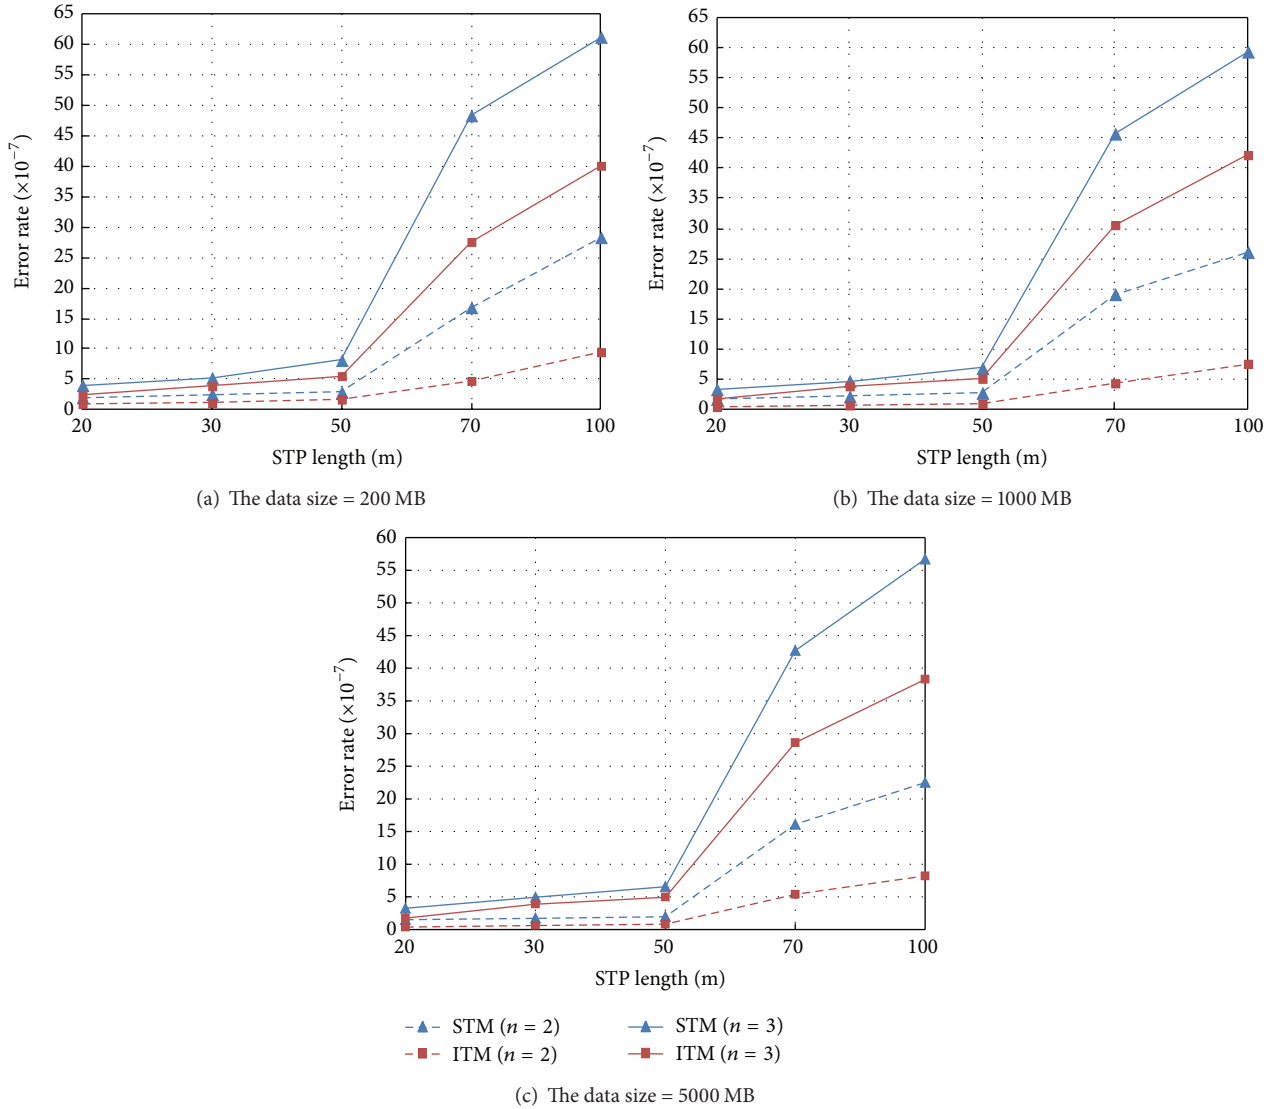 65
60
55
50
45
40
35
30
25
20
15
10
5
0
Error rate (×10−7)
20 30 50 70 100
STP length (m)
(a) The data size = 200 MB
65
60
55
50
45
40
35
30
25
20
15
10
5
0
Error rate (×10−7)
20 30 50 70 100
STP length (m)
(b) The data size = 1000 MB
60
55
50
45
40
35
30
25
20
15
10
5
0
Error rate (×10−7)
20 30 50 70 100
STP length (m)
STM (n = 2) STM (n = 3)
ITM (n = 2) ITM (n = 3)
(c) The data size = 5000 MB